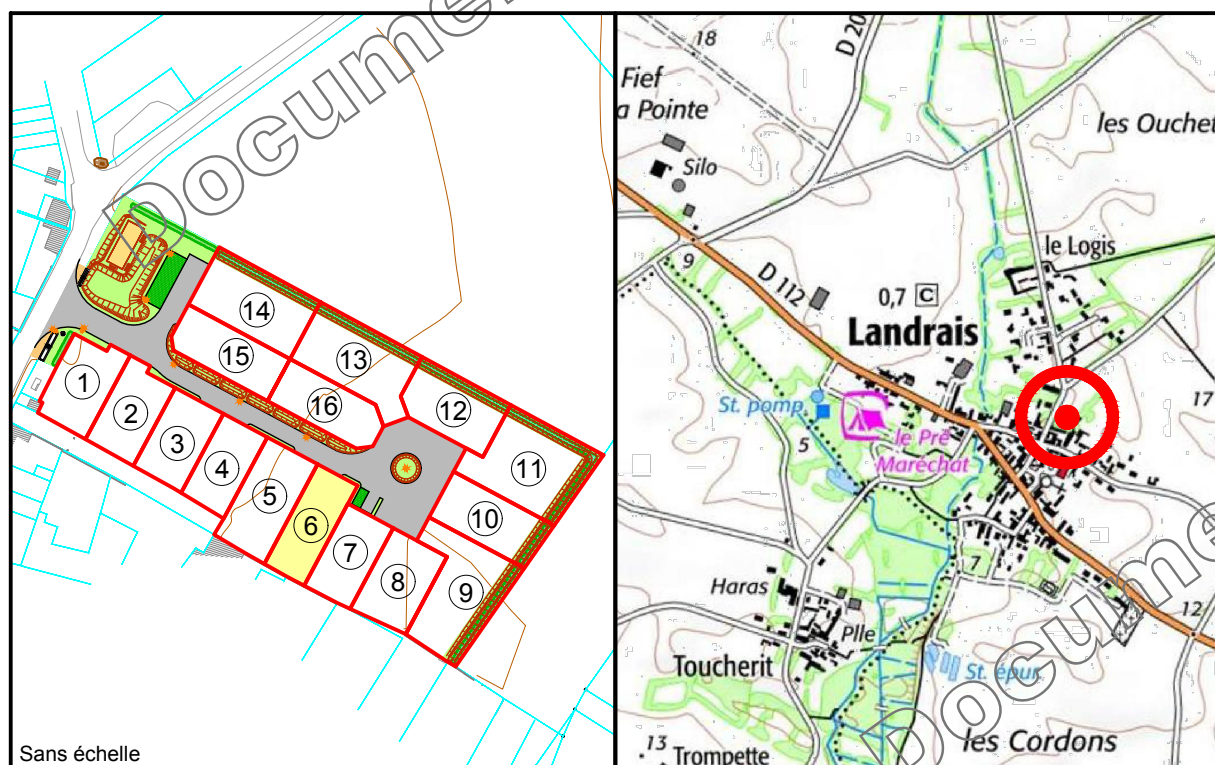 Docume
14
13
15
16
12
1
2
3
4
5
6
7
8
9
10
11
Sans échelle
18
D 20
Fief
a Pointe
les Ouchet
Silo
le Logis
9
D 112
0,7 C
Landrais
St. pomp
17
le Pré
Maréchat
5
7
Haras
Plle
12
Toucherit
St. épur.
les Cordons
13
Trompette
Docume